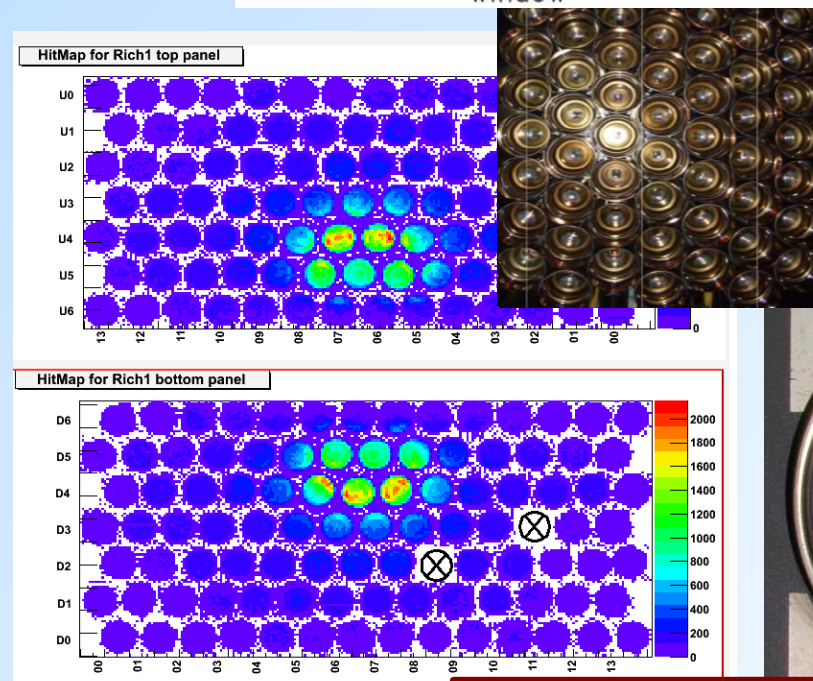 HitMap for Rich1 top panel
U0
U1
U2
U3
U4
U5
U6
13 12 11 10 09 08 07 06 05 04 03 02 01 00
0
HitMap for Rich1 bottom panel
D6
D5
D4
D3
D2
D1
D0
00 01 02 03 04 05 06 07 08 09 10 11 12 13
2000
1800
1600
1400
1200
1000
800
600
400
200
0